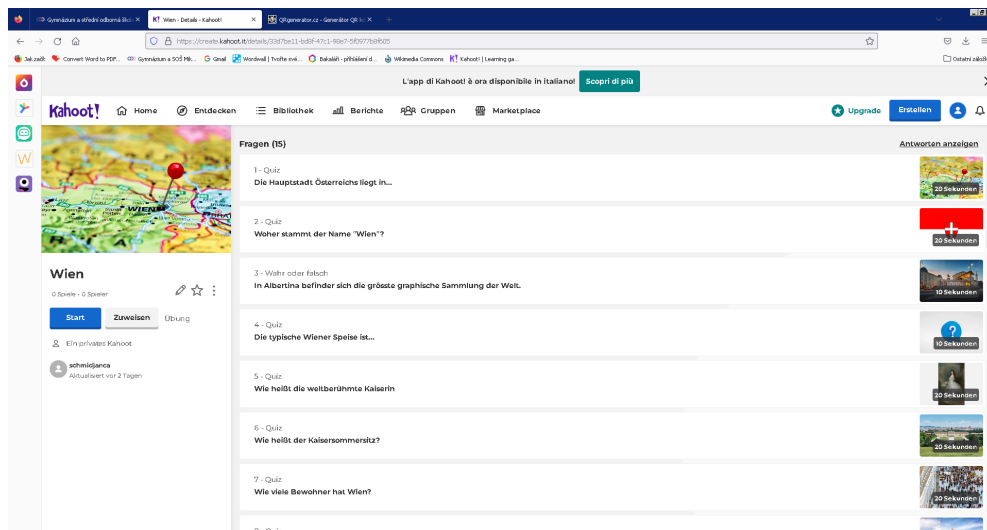 Gymnázium a střední odborná ško
Wien - Details - Kahoot!
QRgenerator.cz - Generátor QR kó
https://create.kahoot.it/details/33d7be11-bd8f-47c1-98e7-5f0977b8f605
Jak začít
Convert Word to PDF...
Gymnázium a SOŠ Mik...
Gmail
Wordwall | Tvořte své...
Bakaláři - přihlášení d...
Wikimedia Commons
Kahoot! | Learning ga...
Ostatní záložk
L'app di Kahoot! è ora disponibile in italiano! Scopri di più
Kahoot! Home Entdecken Bibliothek Berichte Gruppen Marketplace Upgrade Erstellen
WIEN
Wien
0 Spiele · 0 Spieler
Start Zuweisen Übung
Ein privates Kahoot
schmidjanca
Aktualisiert vor 2 Tagen
Fragen (15) Antworten anzeigen
1 - Quiz
Die Hauptstadt Österreichs liegt in...
20 Sekunden
2 - Quiz
Woher stammt der Name "Wien"?
20 Sekunden
3 - Wahr oder falsch
In Albertina befinder sich die grösste graphische Sammlung der Welt.
10 Sekunden
4 - Quiz
Die typische Wiener Speise ist...
10 Sekunden
5 - Quiz
Wie heißt die weltberühmte Kaiserin
20 Sekunden
6 - Quiz
Wie heißt der Kaisersommersitz?
20 Sekunden
7 - Quiz
Wie viele Bewohner hat Wien?
20 Sekunden